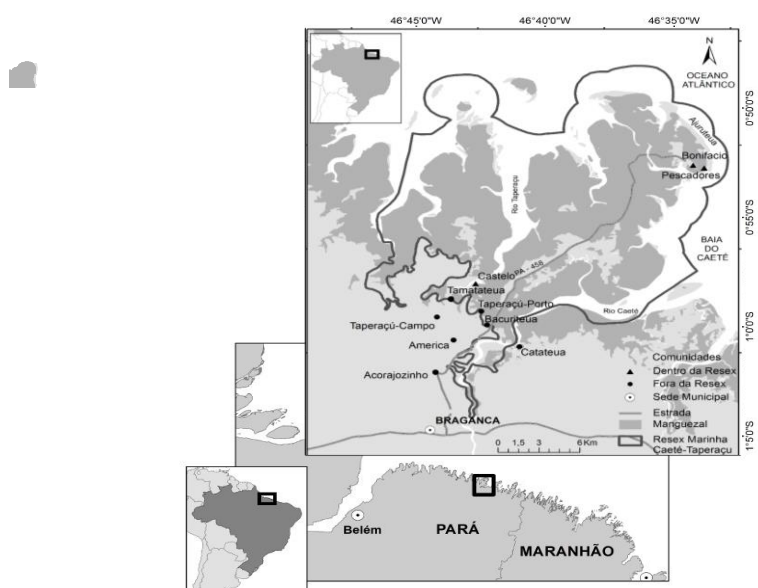 46°45'0"W
46°40'0"W
46°35'0"W
N
OCEANO
ATLÂNTICO
0°50'0"S
Ajuruteua
Bonifacio
Pescadores
Rio Taperaçu
0°55'0"S
BAIA
DO
CAETÉ
PA - 458
Castelo
Tamatateua
Taperaçú-Porto
Rio Caeté
Taperaçú-Campo
Bacuriteua
1°0'0"S
America
Catateua
Acorajozinho
Comunidades
Dentro da Resex
Fora da Resex
Sede Municipal
Estrada
Manguezal
Resex Marinha
Caeté-Taperaçu
BRAGANCA
0 1,5 3 6 Km
1°5'0"S
Belém
PARÁ
MARANHÃO